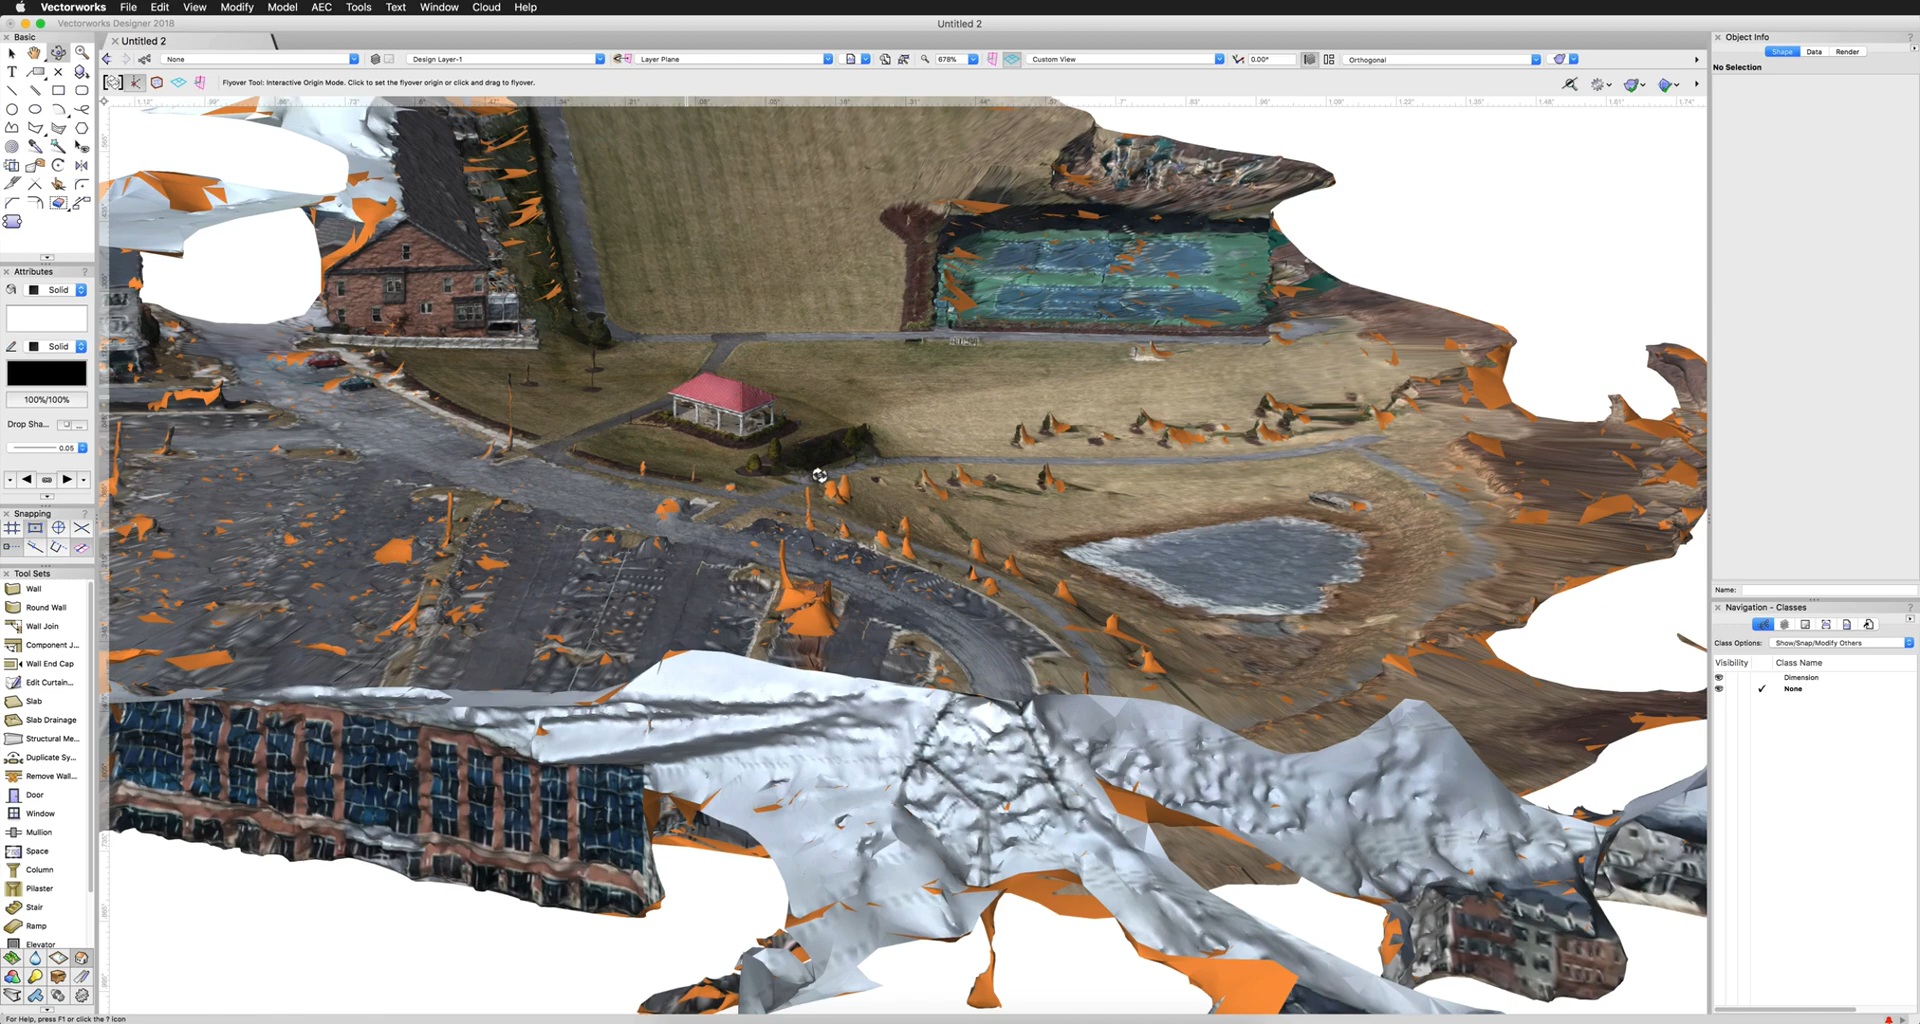 Vectorworks File Edit View Modify Model AEC Tools Text Window Cloud Help
Vectorworks Designer 2018
Untitled 2
Basic
Untitled 2
None
Design Layer-1
Layer Plane
678%
Custom View
0.00°
Orthogonal
Flyover Tool: Interactive Origin Mode. Click to set the flyover origin or click and drag to flyover.
Attributes
Solid
Solid
100%/100%
Drop Sha...
0.05
Snapping
Tool Sets
Wall
Round Wall
Wall Join
Component J...
Wall End Cap
Edit Curtain...
Slab
Slab Drainage
Structural Me...
Duplicate Sy...
Remove Wall...
Door
Window
Mullion
Space
Column
Pilaster
Stair
Ramp
Elevator
For Help, press F1 or click the ? icon
Object Info
Shape Data Render
No Selection
Name:
Navigation - Classes
Class Options: Show/Snap/Modify Others
Visibility Class Name
Dimension
None